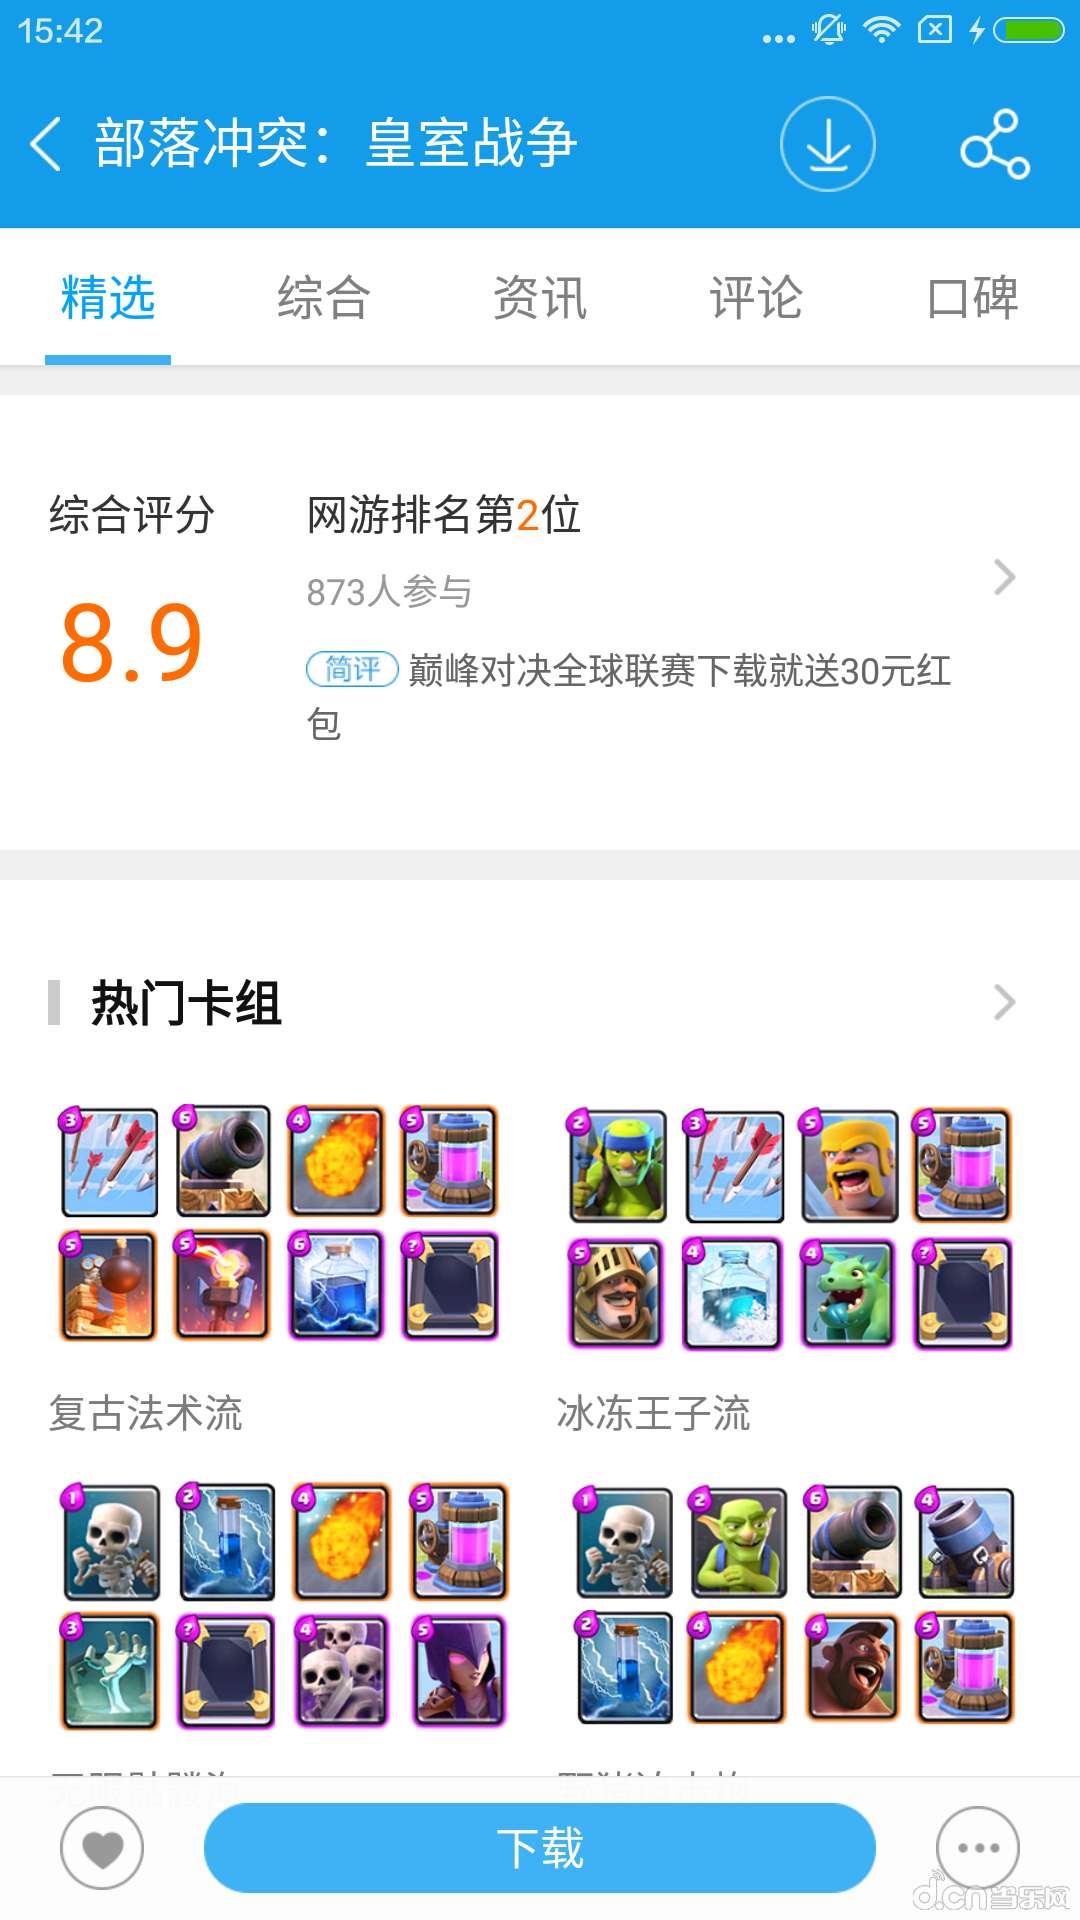 15:42
部落冲突：皇室战争
精选 综合 资讯 评论 口碑
综合评分
8.9
网游排名第2位
873人参与
简评 巅峰对决全球联赛下载就送30元红
包
热门卡组
3 6 4 5
5 5 6 ?
2 3 5 5
5 4 4 ?
复古法术流
冰冻王子流
1 2 4 5
3 ? 4 5
1 2 6 4
2 4 4 5
下载
d.cn当乐网